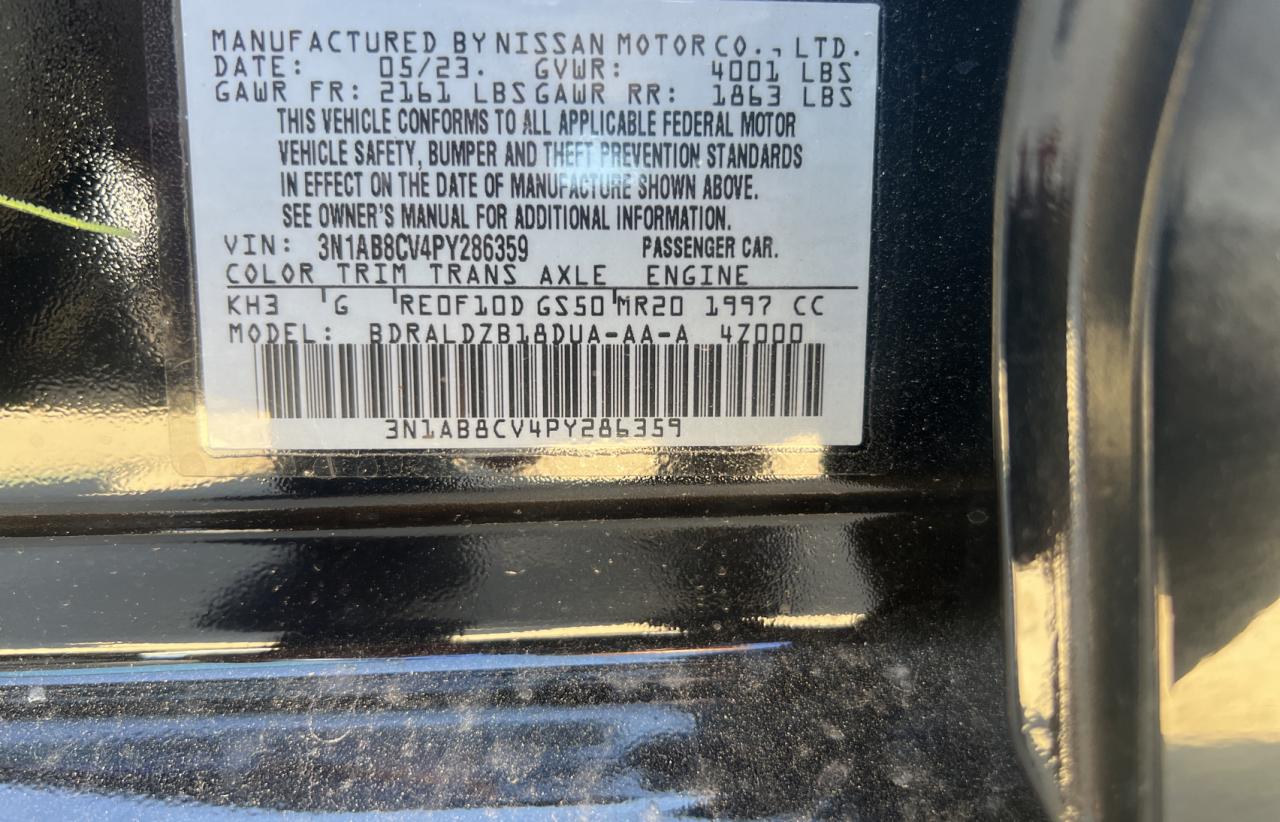 MANUFACTURED BY NISSAN MOTOR CO., LTD.
DATE: 05/23. GVWR: 4001 LBS
GAWR FR: 2161 LBS GAWR RR: 1863 LBS
THIS VEHICLE CONFORMS TO ALL APPLICABLE FEDERAL MOTOR
VEHICLE SAFETY, BUMPER AND THEFT PREVENTION STANDARDS
IN EFFECT ON THE DATE OF MANUFACTURE SHOWN ABOVE.
SEE OWNER'S MANUAL FOR ADDITIONAL INFORMATION.
VIN: 3N1AB8CV4PY286359 PASSENGER CAR.
COLOR TRIM TRANS AXLE ENGINE
KH3 G RE0F10D GS50 MR20 1997 CC
MODEL: BDRALDZB18DUA-AA-A 4Z000
3N1AB8CV4PY286359